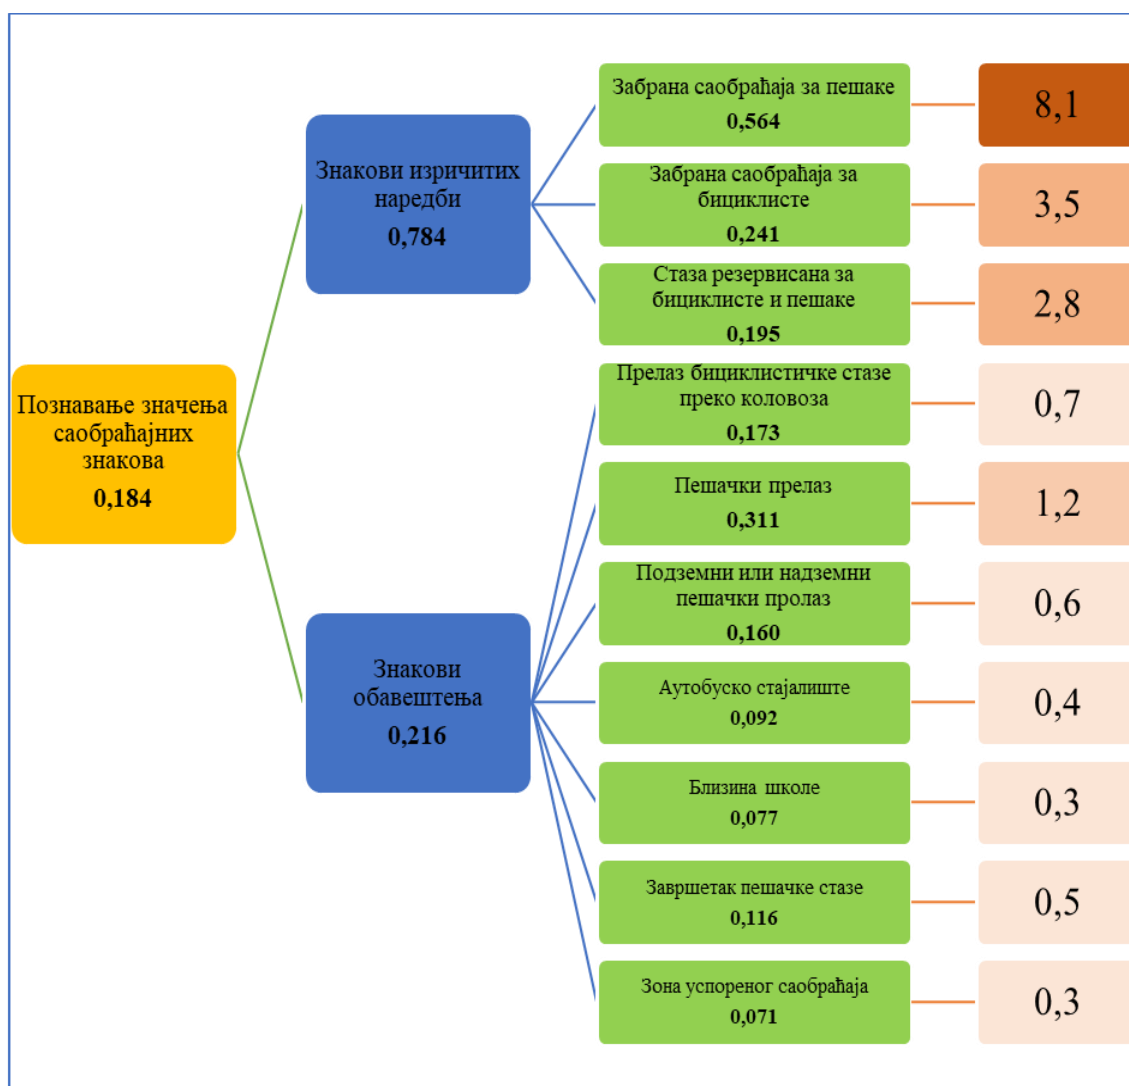 Забрана саобраћаја за пешаке
0,564
8,1
Знакови изричитих
наредби
0,784
Забрана саобраћаја за
бициклисте
0,241
3,5
Стаза резервисана за
бициклисте и пешаке
0,195
2,8
Познавање значења
саобраћајних
знакова
0,184
Прелаз бициклистичке стазе
преко коловоза
0,173
0,7
Пешачки прелаз
0,311
1,2
Подземни или надземни
пешачки пролаз
0,160
0,6
Знакови
обавештења
0,216
Аутобуско стајалиште
0,092
0,4
Близина школе
0,077
0,3
Завршетак пешачке стазе
0,116
0,5
Зона успореног саобраћаја
0,071
0,3